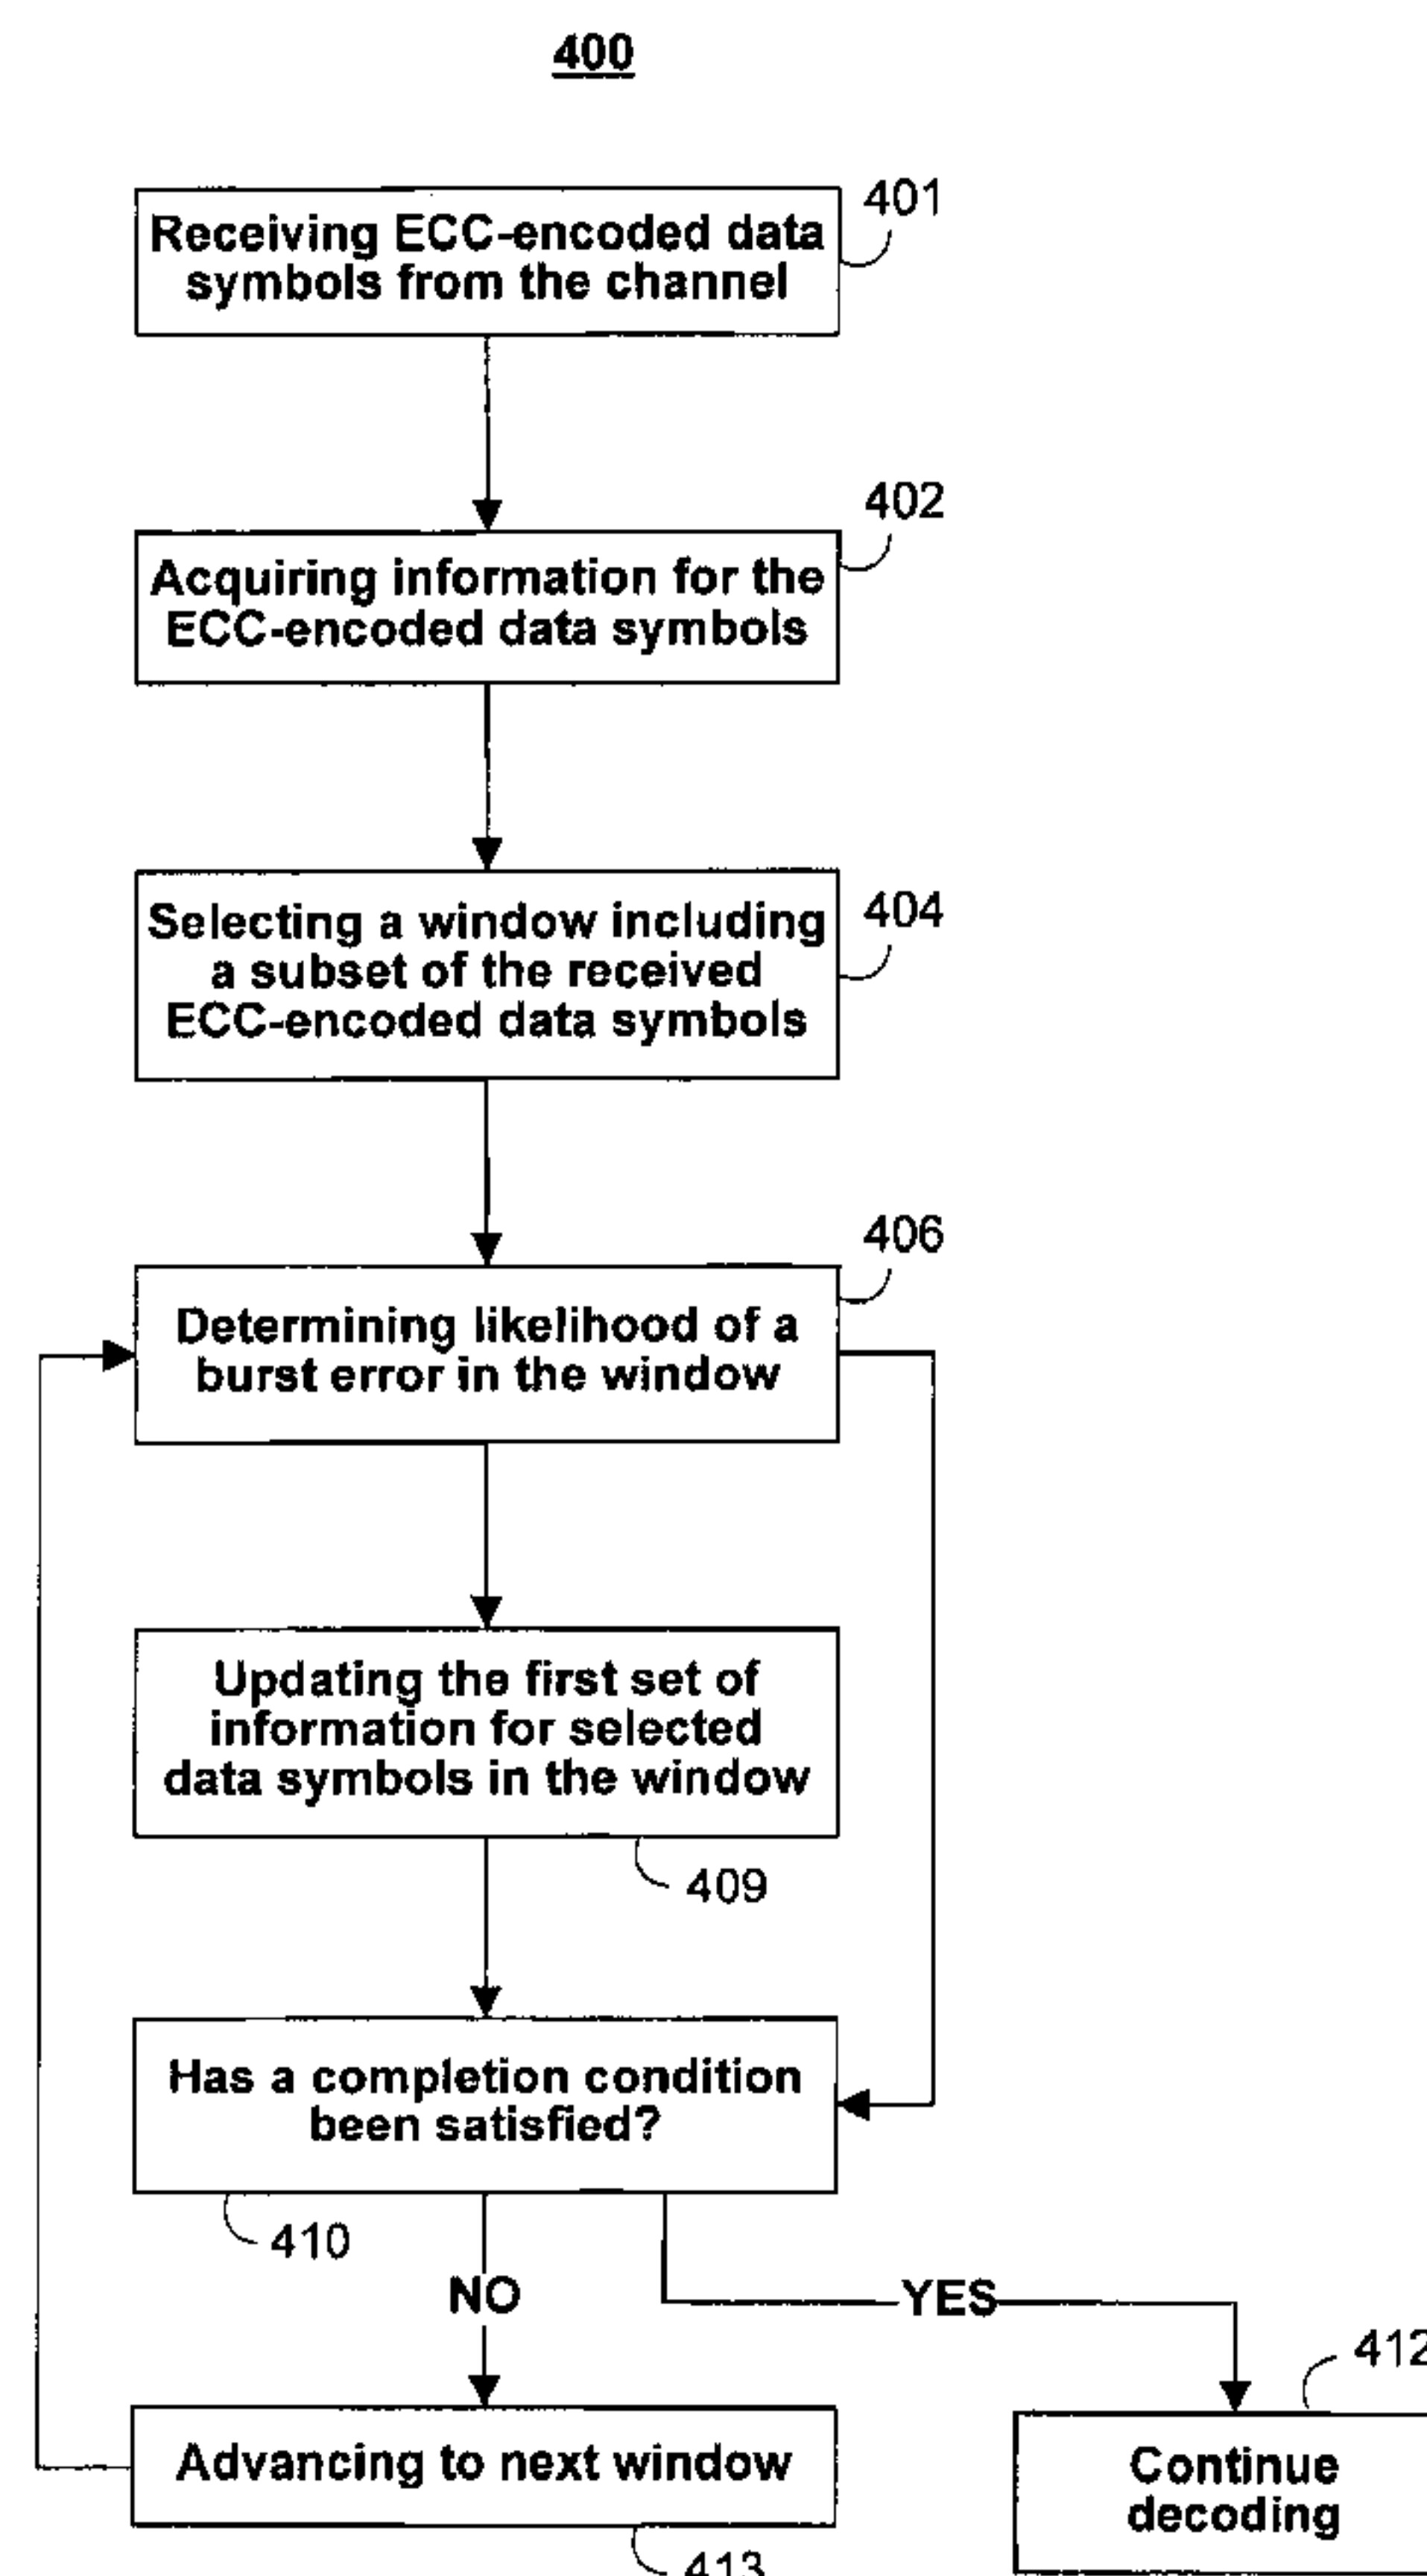 400
401
Receiving ECC-encoded data
symbols from the channel
402
Acquiring information for the
ECC-encoded data symbols
404
Selecting a window including
a subset of the received
ECC-encoded data symbols
406
Determining likelihood of a
burst error in the window
Updating the first set of
information for selected
data symbols in the window
409
Has a completion condition
been satisfied?
410
NO
YES
412
Advancing to next window
Continue
decoding
413